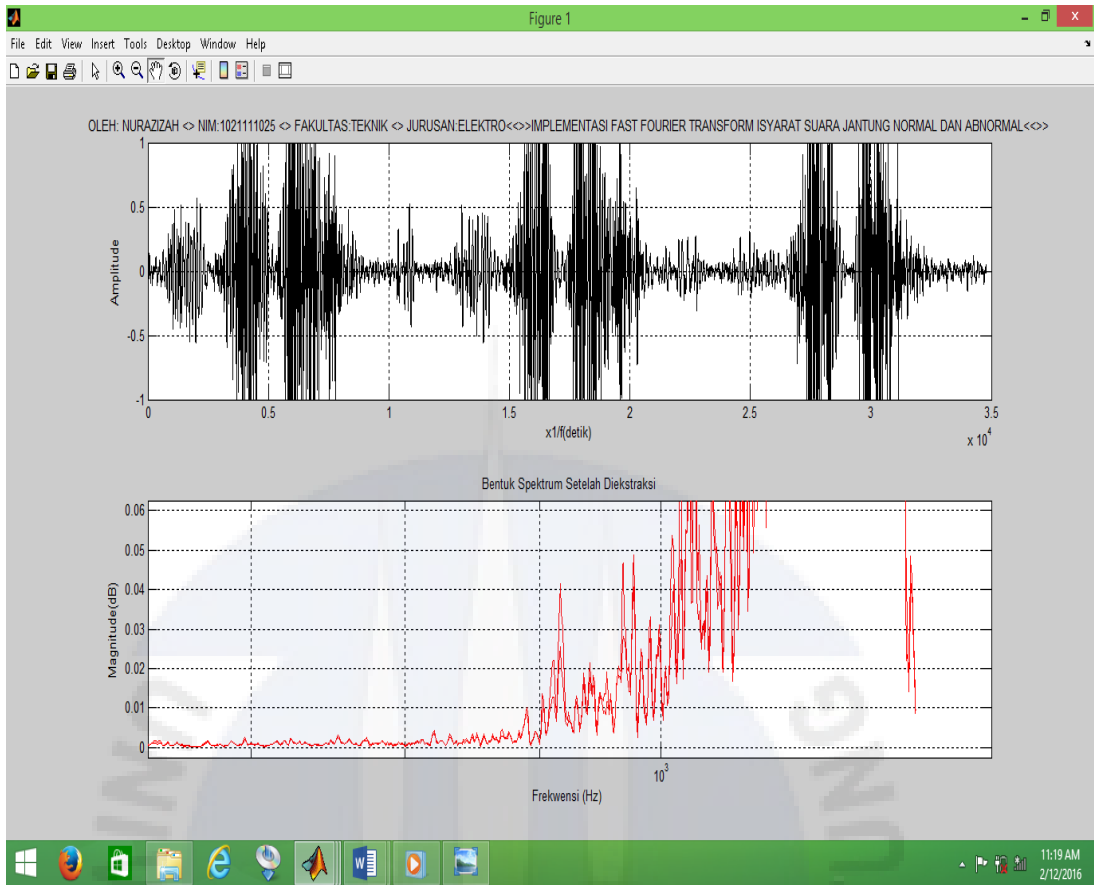 Figure 1
File Edit View Insert Tools Desktop Window Help
OLEH: NURAZIZAH <> NIM:1021111025 <> FAKULTAS:TEKNIK <> JURUSAN:ELEKTRO<<>>IMPLEMENTASI FAST FOURIER TRANSFORM ISYARAT SUARA JANTUNG NORMAL DAN ABNORMAL<<>>
1
0.5
0
-0.5
-1
Amplitude
0 0.5 1 1.5 2 2.5 3 3.5
x1/f(detik)
x 10^4
Bentuk Spektrum Setelah Diekstraksi
0.06
0.05
0.04
0.03
0.02
0.01
0
Magnitude(dB)
10^3
Frekwensi (Hz)
11:19 AM
2/12/2016